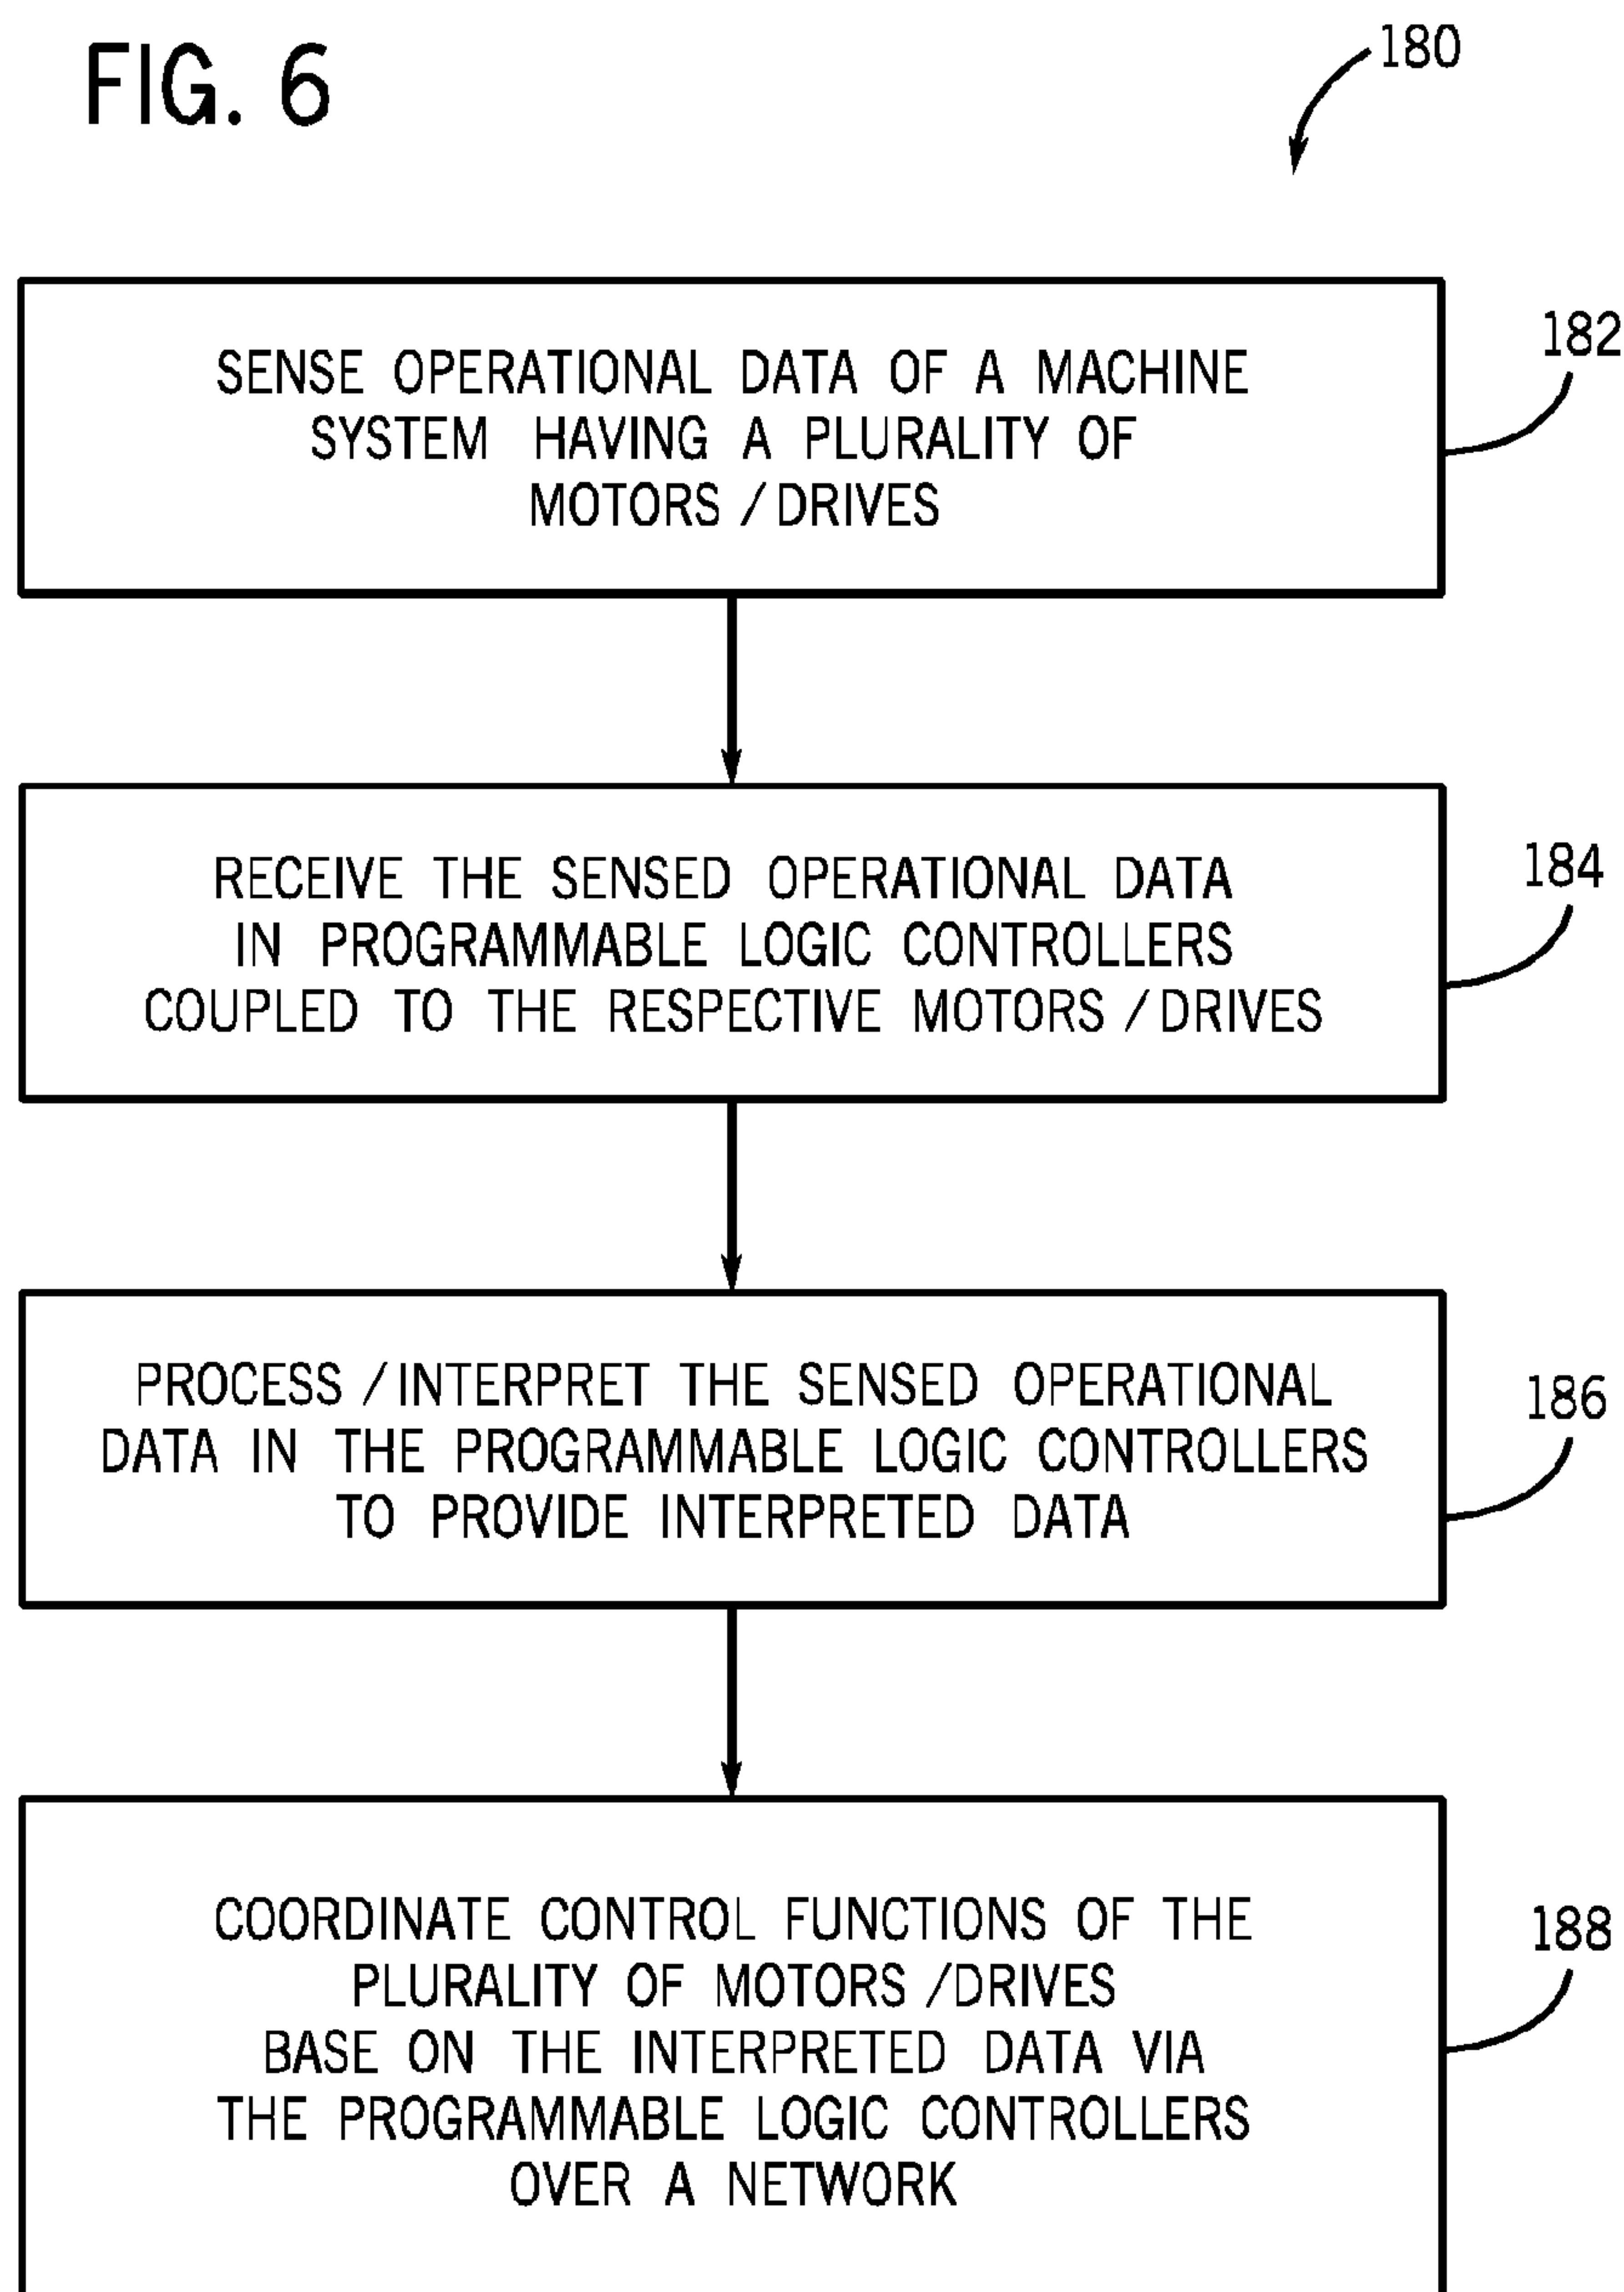 FIG. 6
180
SENSE OPERATIONAL DATA OF A MACHINE
SYSTEM HAVING A PLURALITY OF
MOTORS/DRIVES
182
RECEIVE THE SENSED OPERATIONAL DATA
IN PROGRAMMABLE LOGIC CONTROLLERS
COUPLED TO THE RESPECTIVE MOTORS/DRIVES
184
PROCESS/INTERPRET THE SENSED OPERATIONAL
DATA IN THE PROGRAMMABLE LOGIC CONTROLLERS
TO PROVIDE INTERPRETED DATA
186
COORDINATE CONTROL FUNCTIONS OF THE
PLURALITY OF MOTORS/DRIVES
BASE ON THE INTERPRETED DATA VIA
THE PROGRAMMABLE LOGIC CONTROLLERS
OVER A NETWORK
188